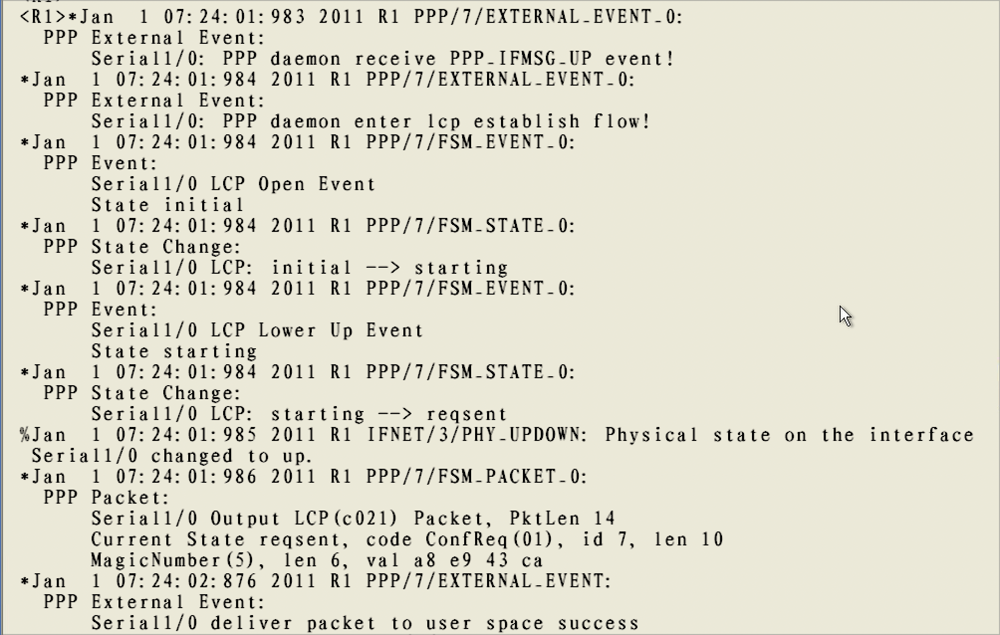 <R1>*Jan  1 07:24:01:983 2011 R1 PPP/7/EXTERNAL_EVENT_0:
  PPP External Event:
      Serial1/0: PPP daemon receive PPP_IFMSG_UP event!
*Jan  1 07:24:01:984 2011 R1 PPP/7/EXTERNAL_EVENT_0:
  PPP External Event:
      Serial1/0: PPP daemon enter lcp establish flow!
*Jan  1 07:24:01:984 2011 R1 PPP/7/FSM_EVENT_0:
  PPP Event:
      Serial1/0 LCP Open Event
      State initial
*Jan  1 07:24:01:984 2011 R1 PPP/7/FSM_STATE_0:
  PPP State Change:
      Serial1/0 LCP: initial --> starting
*Jan  1 07:24:01:984 2011 R1 PPP/7/FSM_EVENT_0:
  PPP Event:
      Serial1/0 LCP Lower Up Event
      State starting
*Jan  1 07:24:01:984 2011 R1 PPP/7/FSM_STATE_0:
  PPP State Change:
      Serial1/0 LCP: starting --> reqsent
%Jan  1 07:24:01:985 2011 R1 IFNET/3/PHY_UPDOWN: Physical state on the interface
 Serial1/0 changed to up.
*Jan  1 07:24:01:986 2011 R1 PPP/7/FSM_PACKET_0:
  PPP Packet:
      Serial1/0 Output LCP(c021) Packet, PktLen 14
      Current State reqsent, code ConfReq(01), id 7, len 10
      MagicNumber(5), len 6, val a8 e9 43 ca
*Jan  1 07:24:02:876 2011 R1 PPP/7/EXTERNAL_EVENT:
  PPP External Event:
      Serial1/0 deliver packet to user space success